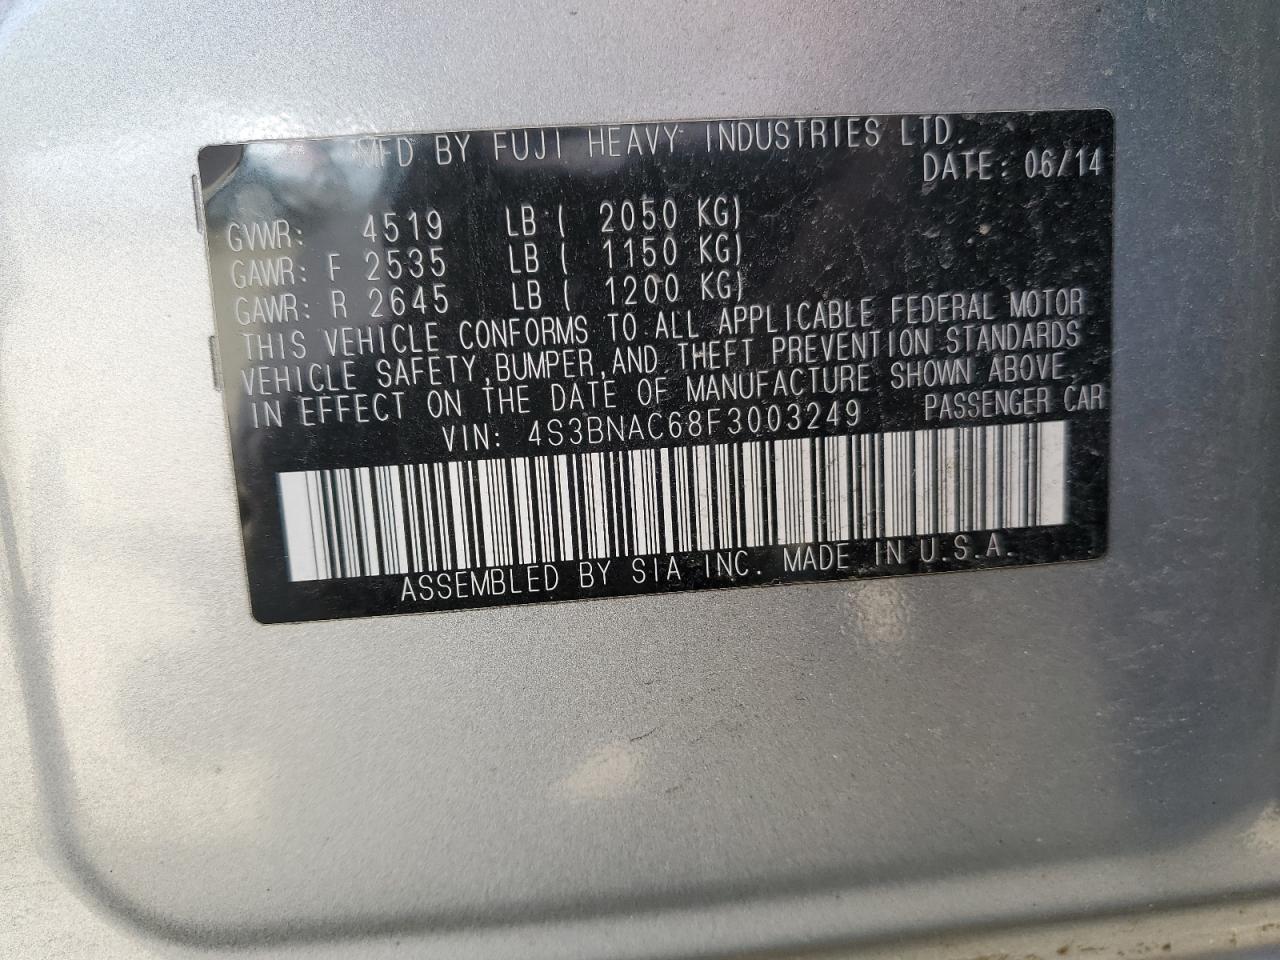 MFD BY FUJI HEAVY INDUSTRIES LTD.
DATE: 06/14
GVWR: 4519 LB ( 2050 KG)
GAWR: F 2535 LB ( 1150 KG)
GAWR: R 2645 LB ( 1200 KG)
THIS VEHICLE CONFORMS TO ALL APPLICABLE FEDERAL MOTOR
VEHICLE SAFETY,BUMPER,AND THEFT PREVENTION STANDARDS
IN EFFECT ON THE DATE OF MANUFACTURE SHOWN ABOVE
VIN: 4S3BNAC68F3003249 PASSENGER CAR
ASSEMBLED BY SIA INC. MADE IN U.S.A.